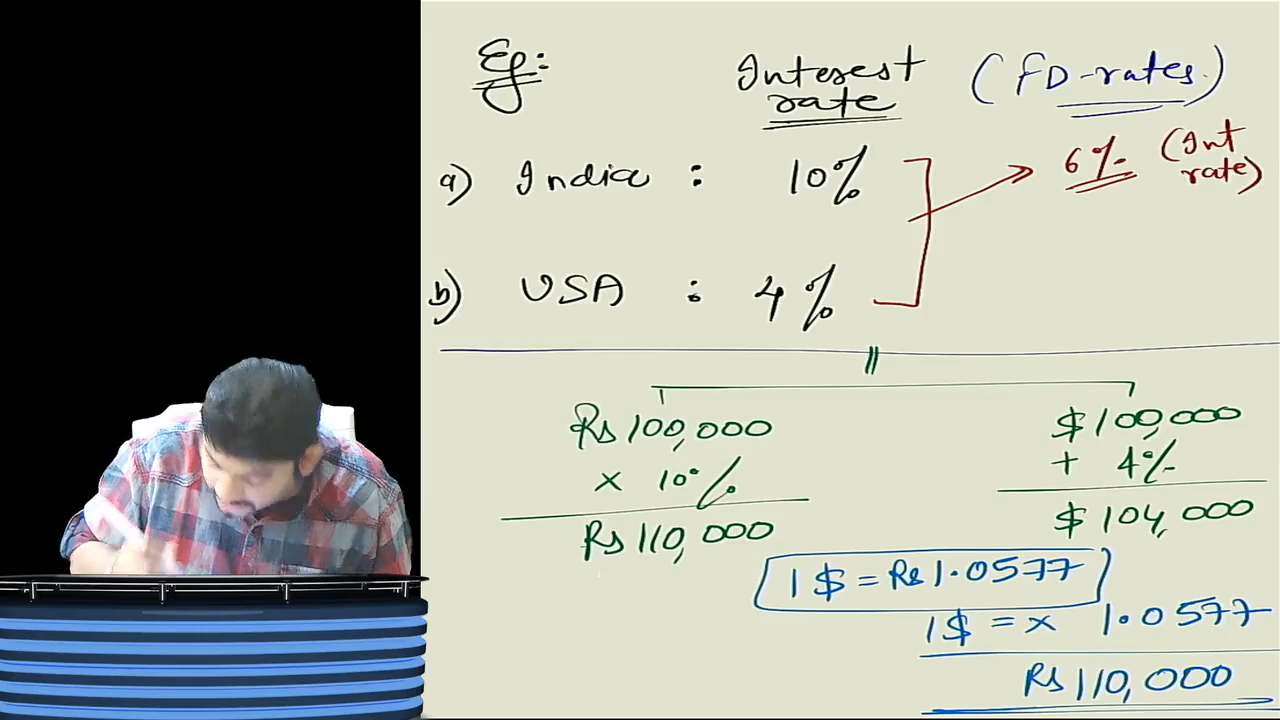 Eg: Interest rate (FD-rates.)
a) India : 10%
6% (Int rate)
b) USA : 4%
Rs 100,000
x 10%
Rs 110,000
$ 100,000
+ 4%
$ 104,000
1$ = Rs 1.0577
1$ = x 1.0577
Rs 110,000